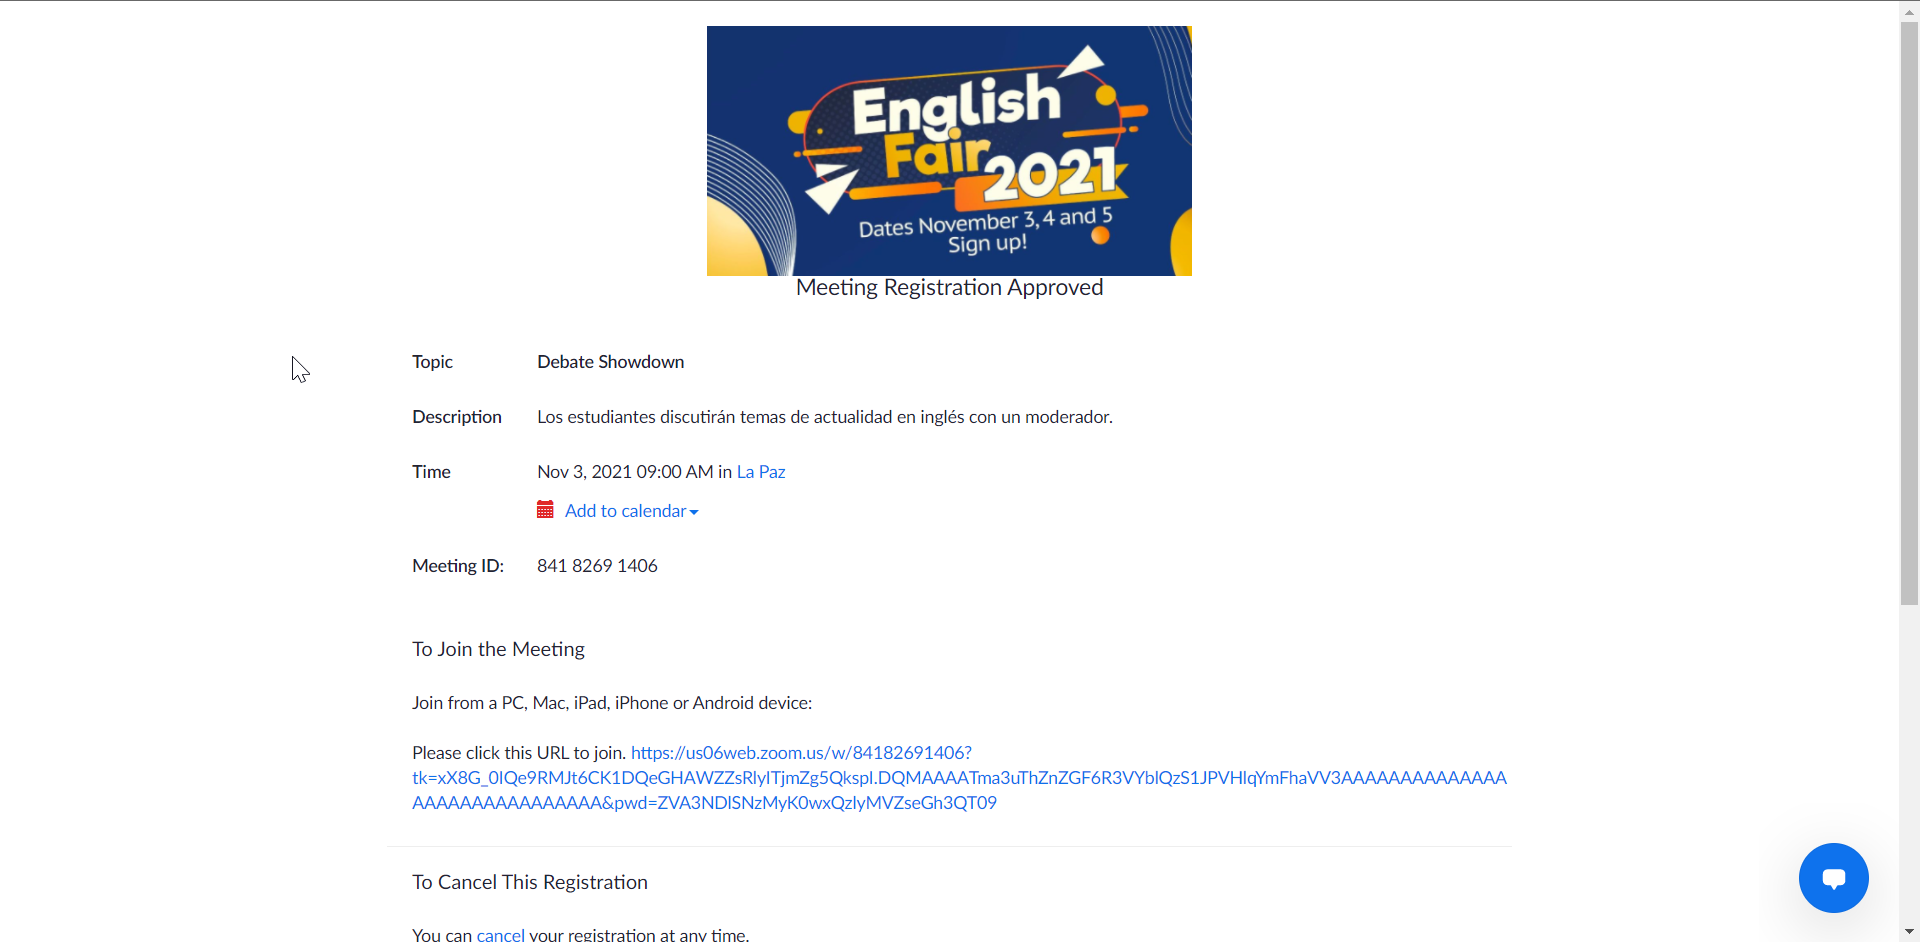 English
Fair
2021
Dates November 3, 4 and 5
Sign up!
Meeting Registration Approved
Topic Debate Showdown
Description Los estudiantes discutirán temas de actualidad en inglés con un moderador.
Time Nov 3, 2021 09:00 AM in La Paz
Add to calendar
Meeting ID: 841 8269 1406
To Join the Meeting
Join from a PC, Mac, iPad, iPhone or Android device:
Please click this URL to join. https://us06web.zoom.us/w/84182691406?
tk=xX8G_0IQe9RMJt6CK1DQeGHAWZZsRlyITjmZg5QkspI.DQMAAAATma3uThZnZGF6R3VYblQzS1JPVHlqYmFhaVV3AAAAAAAAAAAAAA
AAAAAAAAAAAAAAAA&pwd=ZVA3NDlSNzMyK0wxQzlyMVZseGh3QT09
To Cancel This Registration
You can cancel your registration at any time.